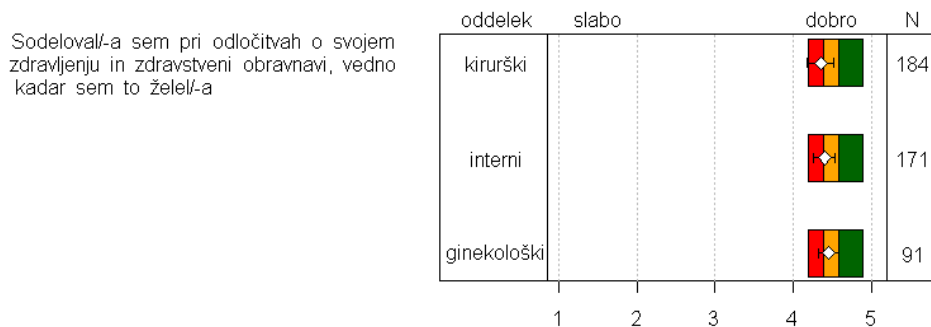 oddelek slabo dobro N
Sodeloval/-a sem pri odločitvah o svojem
zdravljenju in zdravstveni obravnavi, vedno
kadar sem to želel/-a
kirurški 184
interni 171
ginekološki 91
1 2 3 4 5